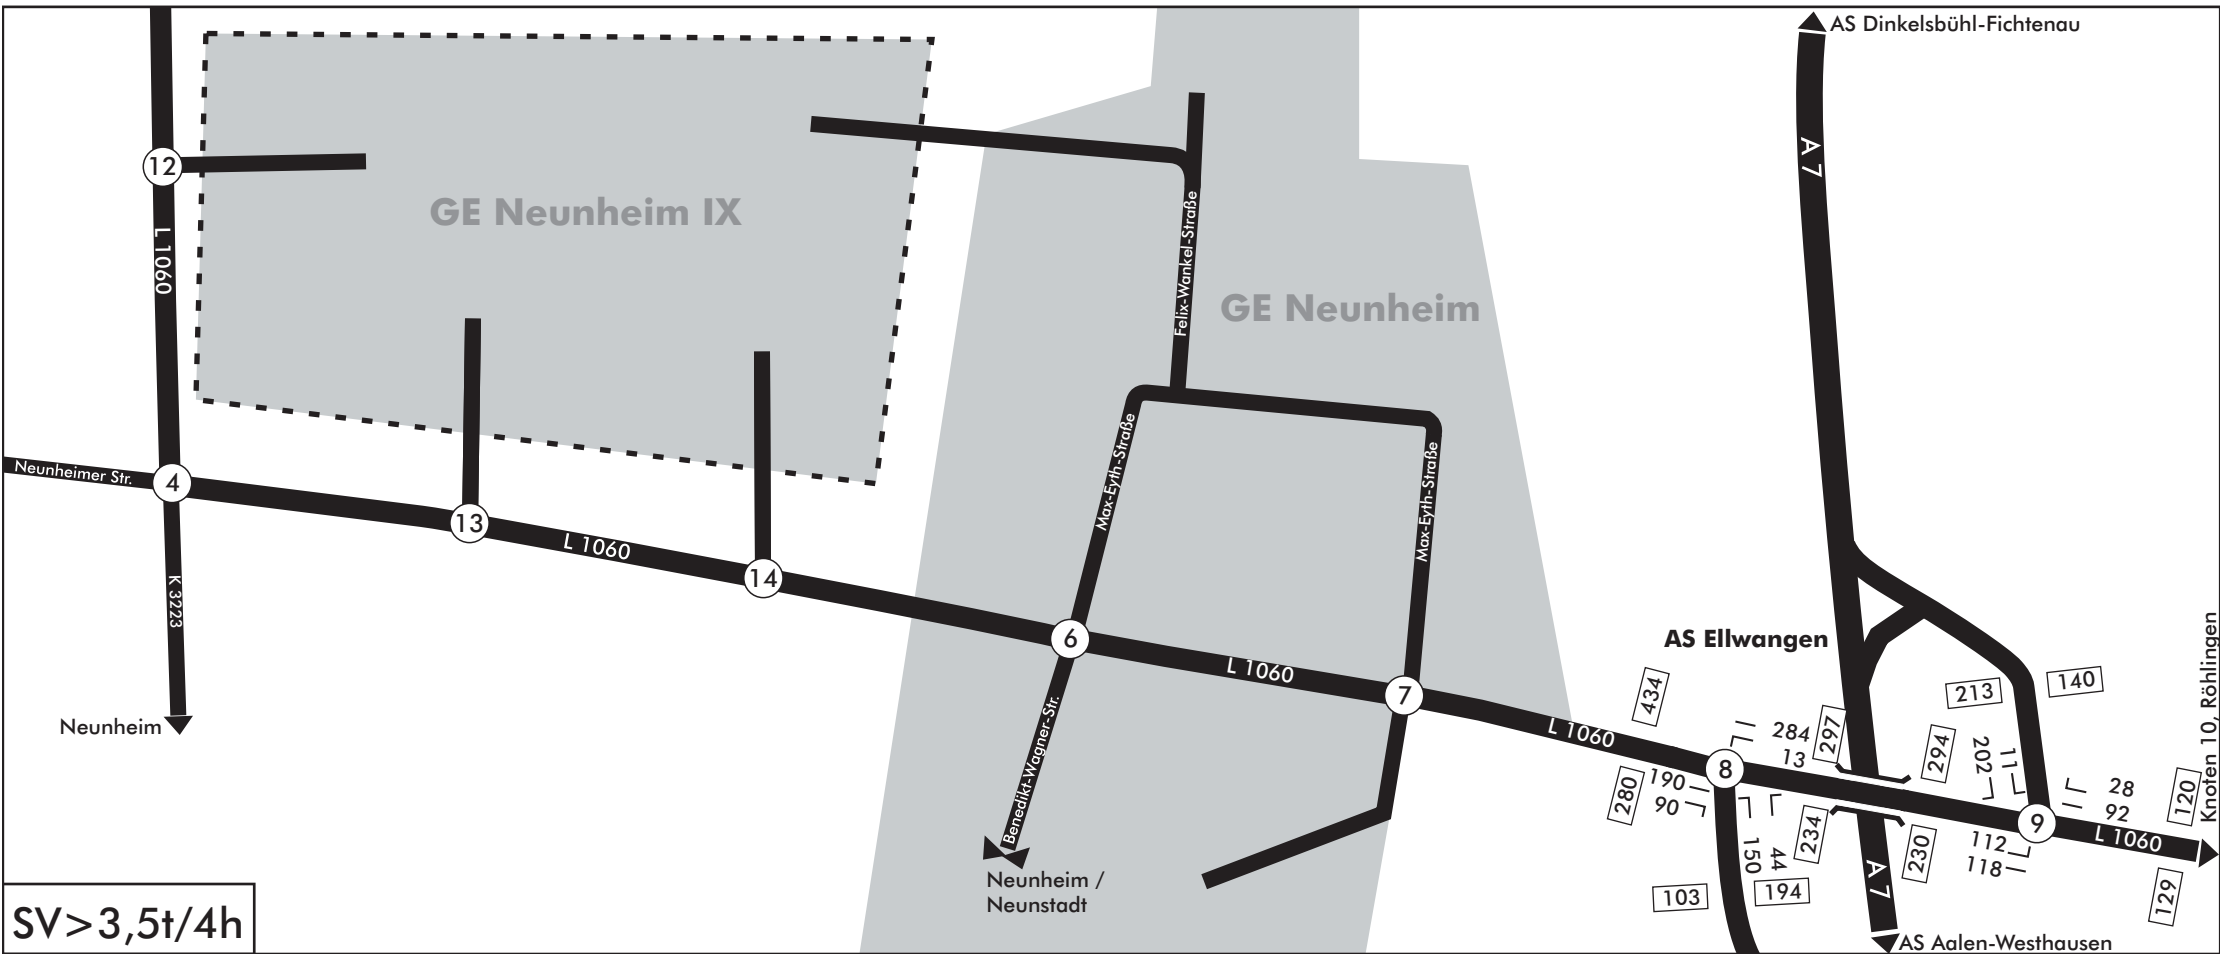 AS Dinkelsbühl-Fichtenau
A 7
12
L 1060
GE Neunheim IX
Felix-Wankel-Straße
GE Neunheim
Neunheimer Str.
4
13
L 1060
14
K 3223
Neunheim
Max-Eyth-Straße
Max-Eyth-Straße
6
L 1060
7
Benedikt-Wagner-Str.
Neunheim /
Neunstadt
AS Ellwangen
L 1060
434
280
284
13
190
90
8
150
44
103
194
297
234
294
230
213
140
202
11
28
92
112
118
9
L 1060
120
129
Knoten 10, Röhlingen
A 7
AS Aalen-Westhausen
SV>3,5t/4h